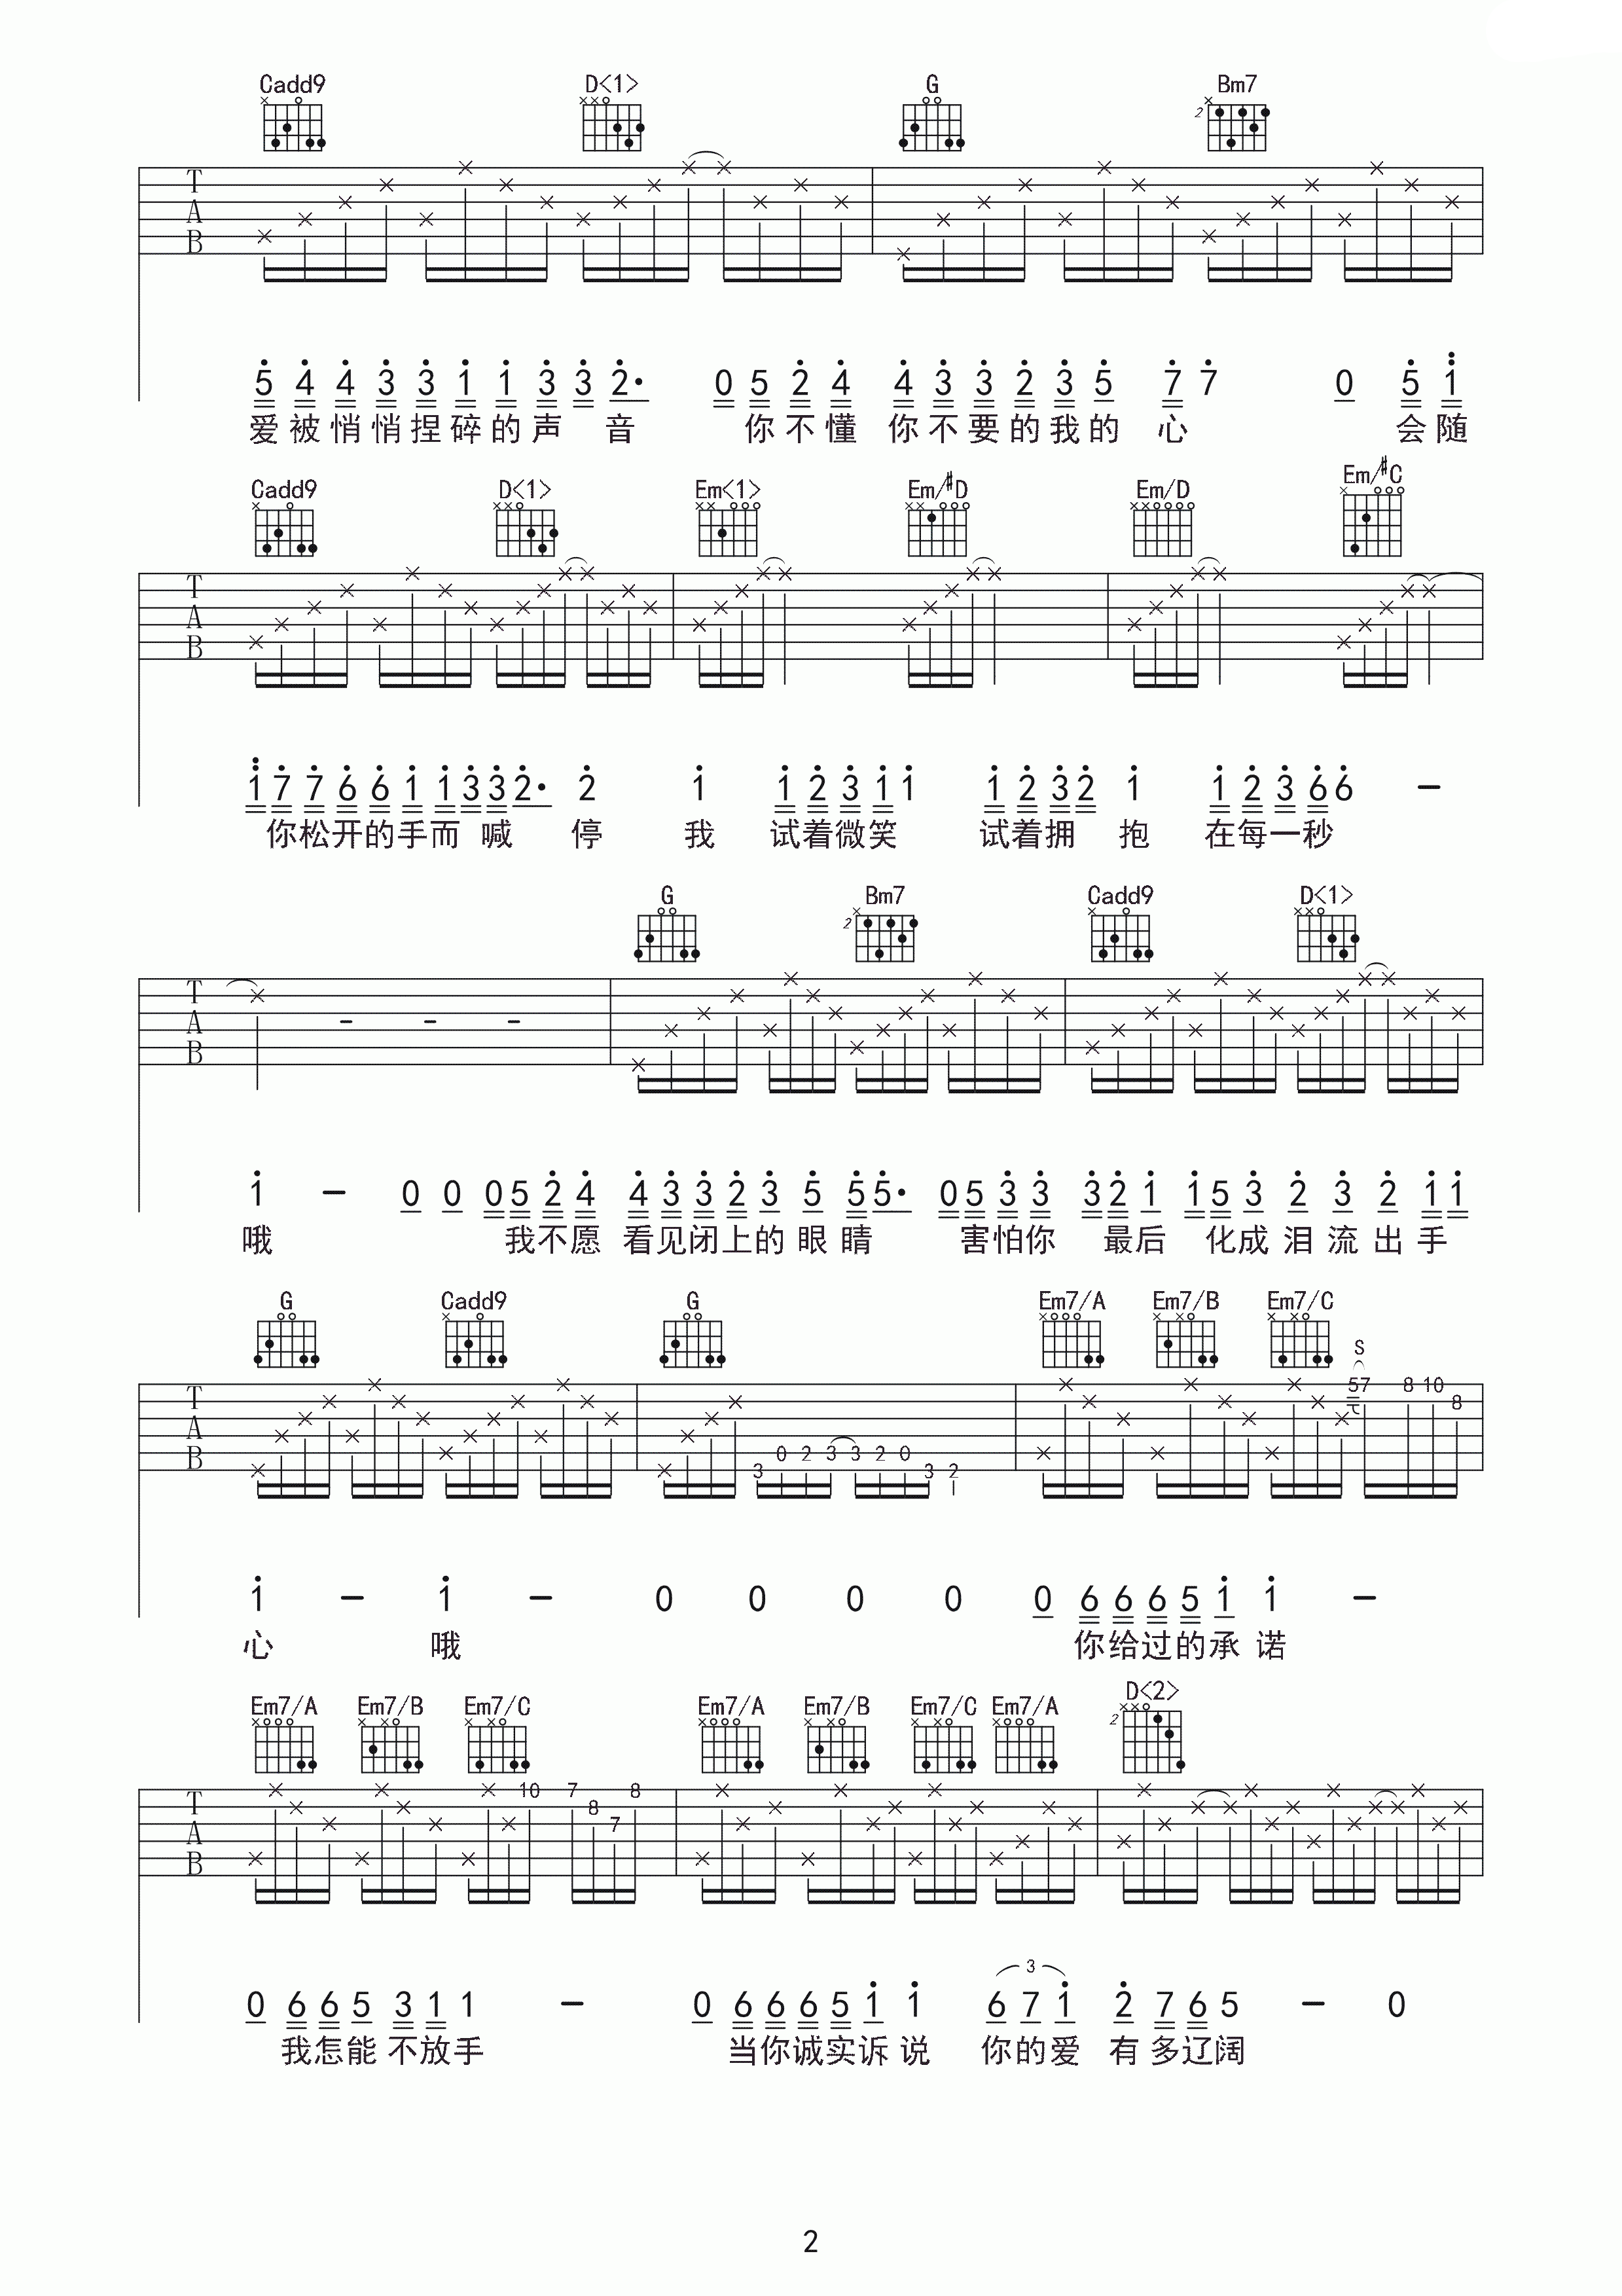 Cadd9 D<1> G Bm7
2
T
A
B
5 4 4 3 3 1 1 3 3 2· 0 5 2 4 4 3 3 2 3 5 7 7 0 5 1
爱被悄悄捏碎的声 音 你不懂 你不要的我的 心 会随
Cadd9 D<1> Em<1> Em/#D Em/D Em/#C
T
A
B
1 7 7 6 6 1 1 3 3 2· 2 1 1 2 3 1 1 1 2 3 2 1 1 2 3 6 6 –
你松开的手而 喊 停 我 试着微笑 试着拥 抱 在每一秒
G Bm7 Cadd9 D<1>
2
T
A
B
– – –
1 – 0 0 0 5 2 4 4 3 3 2 3 5 5 5· 0 5 3 3 3 2 1 1 5 3 2 3 2 1 1
哦 我不愿 看见闭上的 眼 睛 害怕你 最后 化成 泪 流 出 手
G Cadd9 G Em7/A Em7/B Em7/C
S
T
A
B
57 8 10 8
3 0 2 3 3 2 0 3 2
1 – 1 – 0 0 0 0 0 6 6 6 5 1 1 –
心 哦 你给过的承 诺
Em7/A Em7/B Em7/C Em7/A Em7/B Em7/C Em7/A D<2>
2
T
A
B
10 7 8 7 8
3
0 6 6 5 3 1 1 – 0 6 6 6 5 1 1 6 7 1 2 7 6 5 – 0
我怎能 不放手 当你诚实诉 说 你的爱 有 多辽阔
2